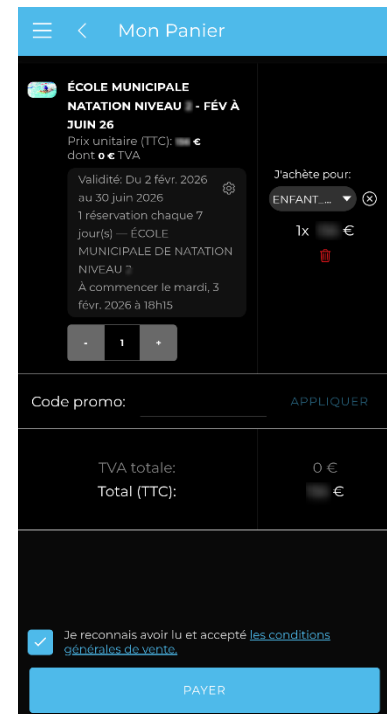 Mon Panier
ÉCOLE MUNICIPALE
NATATION NIVEAU - FÉV À
JUIN 26
Prix unitaire (TTC): €
dont 0 € TVA
Validité: Du 2 févr. 2026
au 30 juin 2026
1 réservation chaque 7
jour(s) — ÉCOLE
MUNICIPALE DE NATATION
NIVEAU
À commencer le mardi, 3
févr. 2026 à 18h15
- 1 +
J'achète pour:
ENFANT_...
1x €
Code promo:
APPLIQUER
TVA totale: 0 €
Total (TTC): €
Je reconnais avoir lu et accepté les conditions
générales de vente.
PAYER